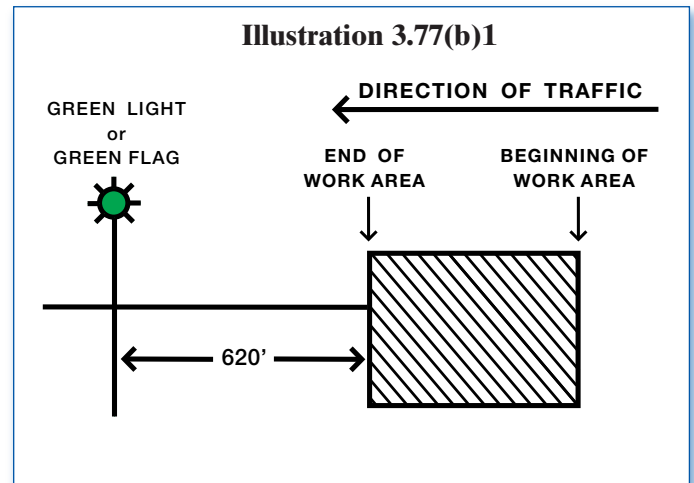 Illustration 3.77(b)1
DIRECTION OF TRAFFIC
GREEN LIGHT
or
GREEN FLAG
END OF
WORK AREA
BEGINNING OF
WORK AREA
620'